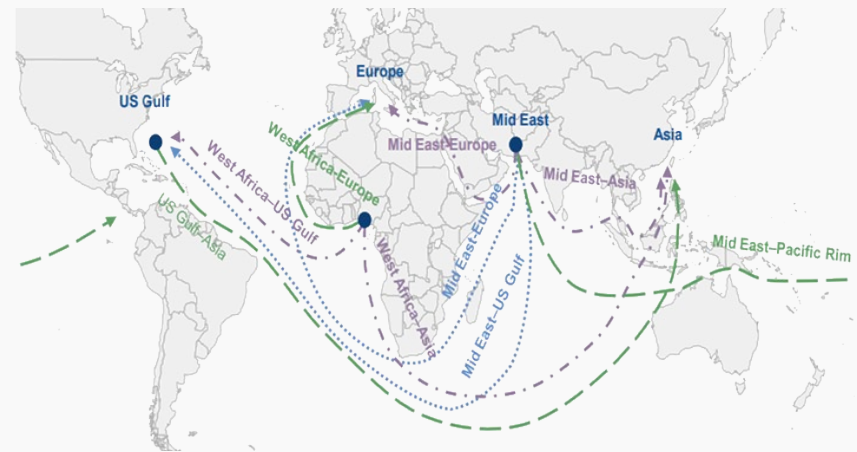 Europe
US Gulf
Mid East
Asia
West Africa-Europe
Mid East-Europe
West Africa–US Gulf
Mid East–Asia
US Gulf-Asia
Mid East-Europe
Mid East–Pacific Rim
West Africa–Asia
Mid East–US Gulf